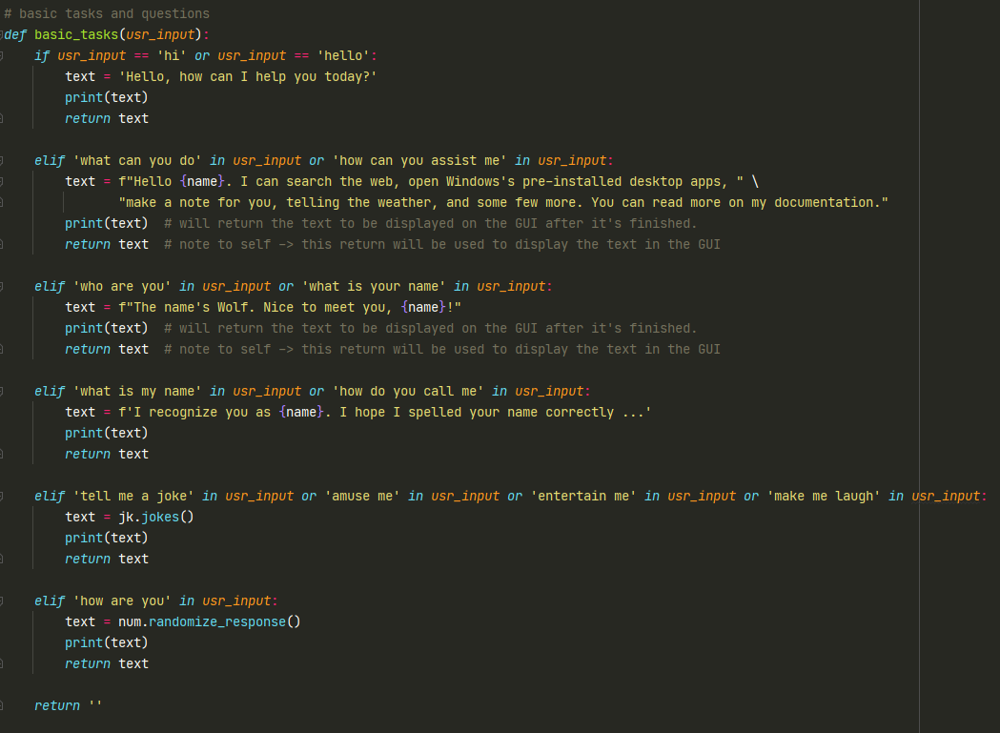 # basic tasks and questions
def basic_tasks(usr_input):
    if usr_input == 'hi' or usr_input == 'hello':
        text = 'Hello, how can I help you today?'
        print(text)
        return text

    elif 'what can you do' in usr_input or 'how can you assist me' in usr_input:
        text = f"Hello {name}. I can search the web, open Windows's pre-installed desktop apps, " \
               "make a note for you, telling the weather, and some few more. You can read more on my documentation."
        print(text)  # will return the text to be displayed on the GUI after it's finished.
        return text  # note to self -> this return will be used to display the text in the GUI

    elif 'who are you' in usr_input or 'what is your name' in usr_input:
        text = f"The name's Wolf. Nice to meet you, {name}!"
        print(text)  # will return the text to be displayed on the GUI after it's finished.
        return text  # note to self -> this return will be used to display the text in the GUI

    elif 'what is my name' in usr_input or 'how do you call me' in usr_input:
        text = f'I recognize you as {name}. I hope I spelled your name correctly ...'
        print(text)
        return text

    elif 'tell me a joke' in usr_input or 'amuse me' in usr_input or 'entertain me' in usr_input or 'make me laugh' in usr_input:
        text = jk.jokes()
        print(text)
        return text

    elif 'how are you' in usr_input:
        text = num.randomize_response()
        print(text)
        return text

    return ''